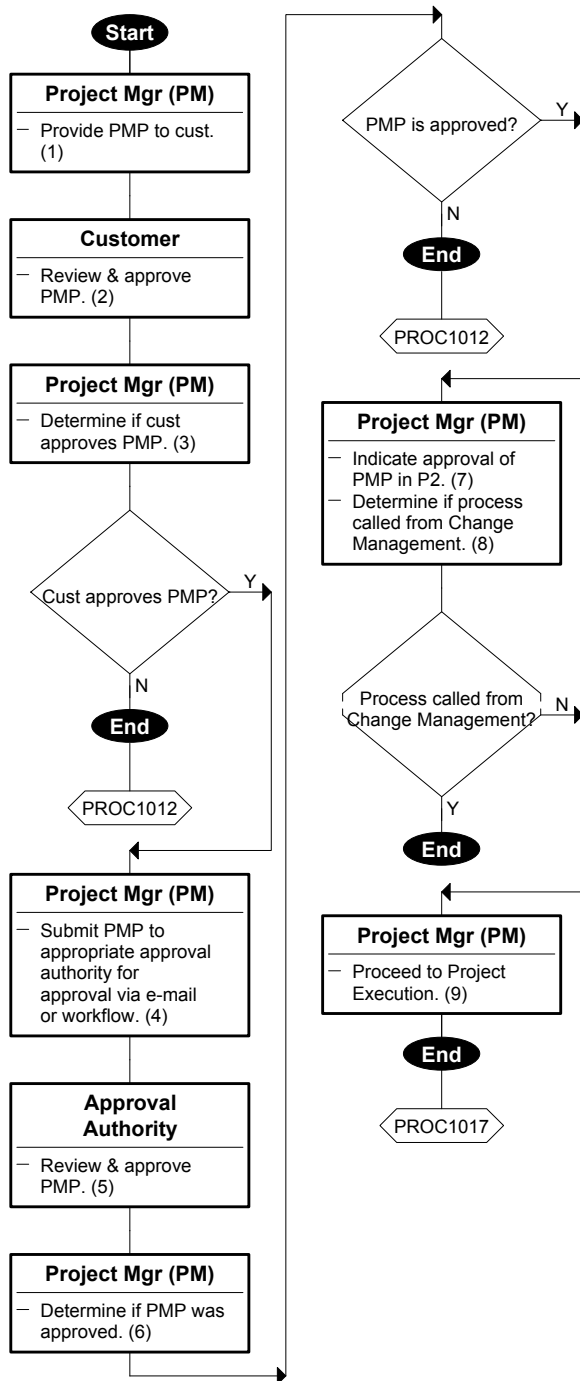 Start
Project Mgr (PM)
– Provide PMP to cust.
(1)
Customer
– Review & approve
PMP. (2)
Project Mgr (PM)
– Determine if cust
approves PMP. (3)
Cust approves PMP?
Y
N
End
PROC1012
Project Mgr (PM)
– Submit PMP to
appropriate approval
authority for
approval via e-mail
or workflow. (4)
Approval
Authority
– Review & approve
PMP. (5)
Project Mgr (PM)
– Determine if PMP was
approved. (6)
PMP is approved?
Y
N
End
PROC1012
Project Mgr (PM)
– Indicate approval of
PMP in P2. (7)
– Determine if process
called from Change
Management. (8)
Process called from
Change Management?
N
Y
End
Project Mgr (PM)
– Proceed to Project
Execution. (9)
End
PROC1017